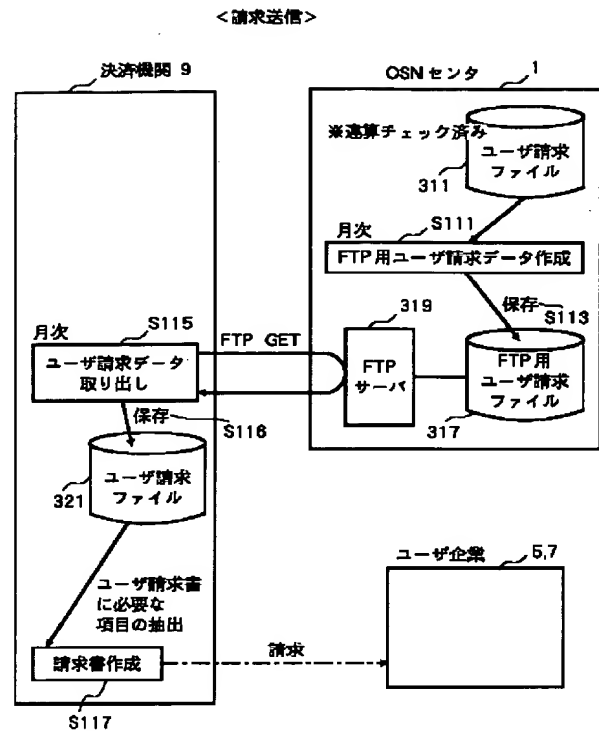 <請求送信>
決済機関 9
OSNセンタ
1
※違算チェック済み
ユーザ請求
ファイル
311
月次
S111
FTP用ユーザ請求データ作成
保存
S113
319
FTP
サーバ
FTP用
ユーザ請求
ファイル
317
月次
S115
FTP GET
ユーザ請求データ
取り出し
保存
S116
ユーザ請求
ファイル
321
ユーザ請求書
に必要な
項目の抽出
請求書作成
S117
請求
ユーザ企業
5,7